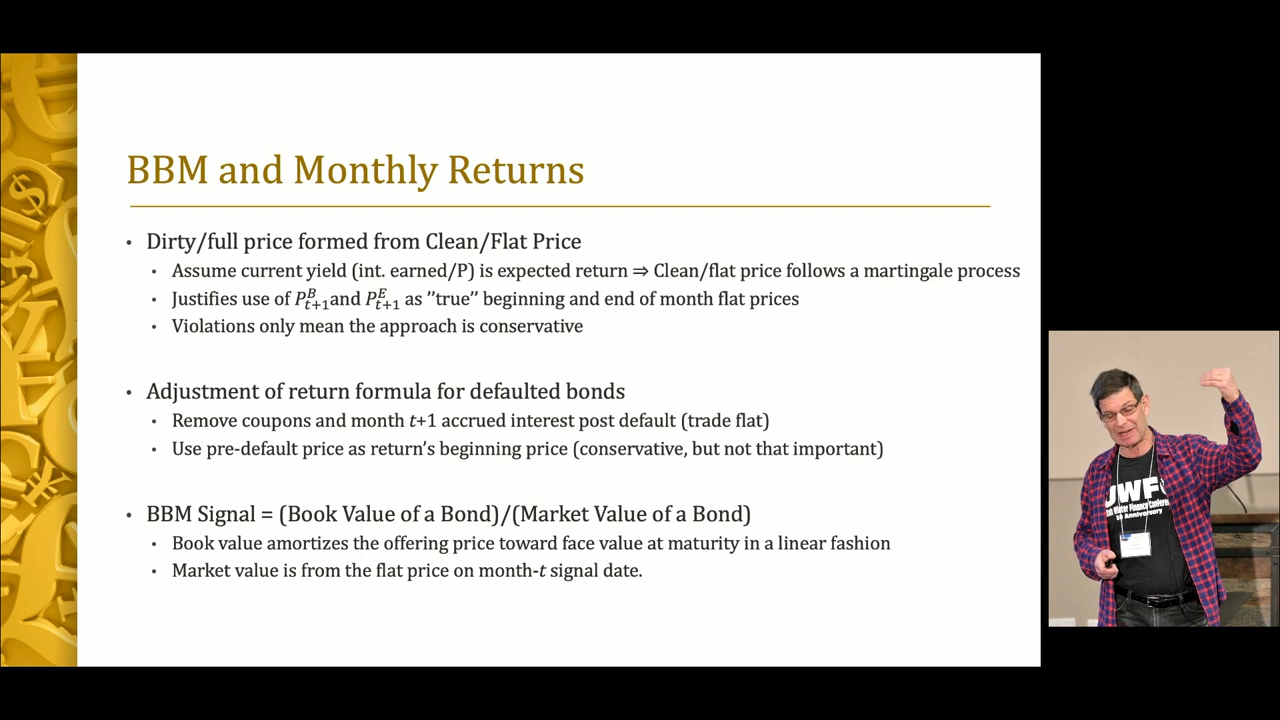 BBM and Monthly Returns
• Dirty/full price formed from Clean/Flat Price
• Assume current yield (int. earned/P) is expected return ⇒ Clean/flat price follows a martingale process
• Justifies use of $P^B_{t+1}$and $P^E_{t+1}$ as ”true” beginning and end of month flat prices
• Violations only mean the approach is conservative
• Adjustment of return formula for defaulted bonds
• Remove coupons and month t+1 accrued interest post default (trade flat)
• Use pre-default price as return's beginning price (conservative, but not that important)
• BBM Signal = (Book Value of a Bond)/(Market Value of a Bond)
• Book value amortizes the offering price toward face value at maturity in a linear fashion
• Market value is from the flat price on month-t signal date.
UWF
Finance Confere
Anniversary